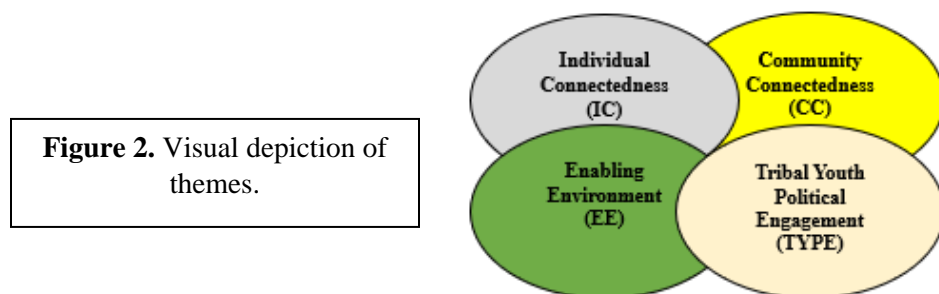 Figure 2. Visual depiction of
themes.
Individual
Connectedness
(IC)
Community
Connectedness
(CC)
Enabling
Environment
(EE)
Tribal Youth
Political
Engagement
(TYPE)